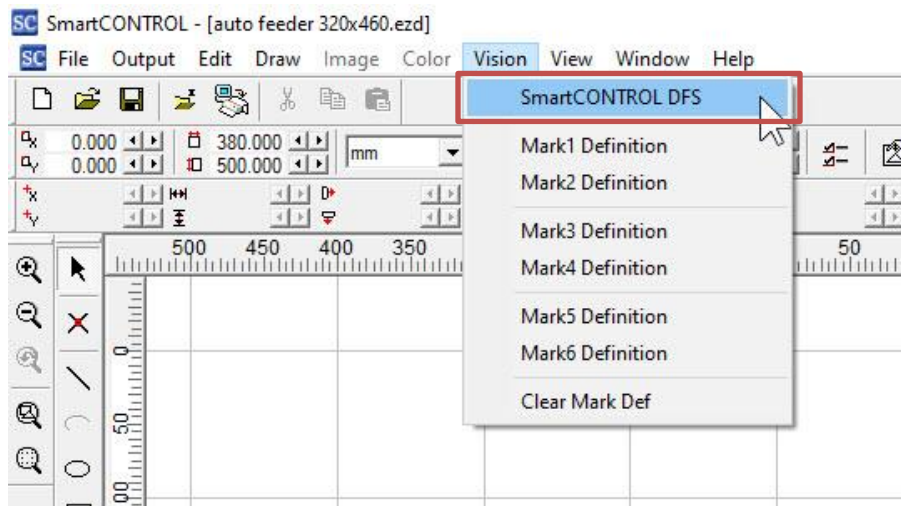 SC SmartCONTROL - [auto feeder 320x460.ezd]
SC File Output Edit Draw Image Color Vision View Window Help
SmartCONTROL DFS
0.000 380.000 mm
0.000 500.000
Mark1 Definition
Mark2 Definition
Mark3 Definition
Mark4 Definition
Mark5 Definition
Mark6 Definition
Clear Mark Def
X
Y
500 450 400 350 50
0
50